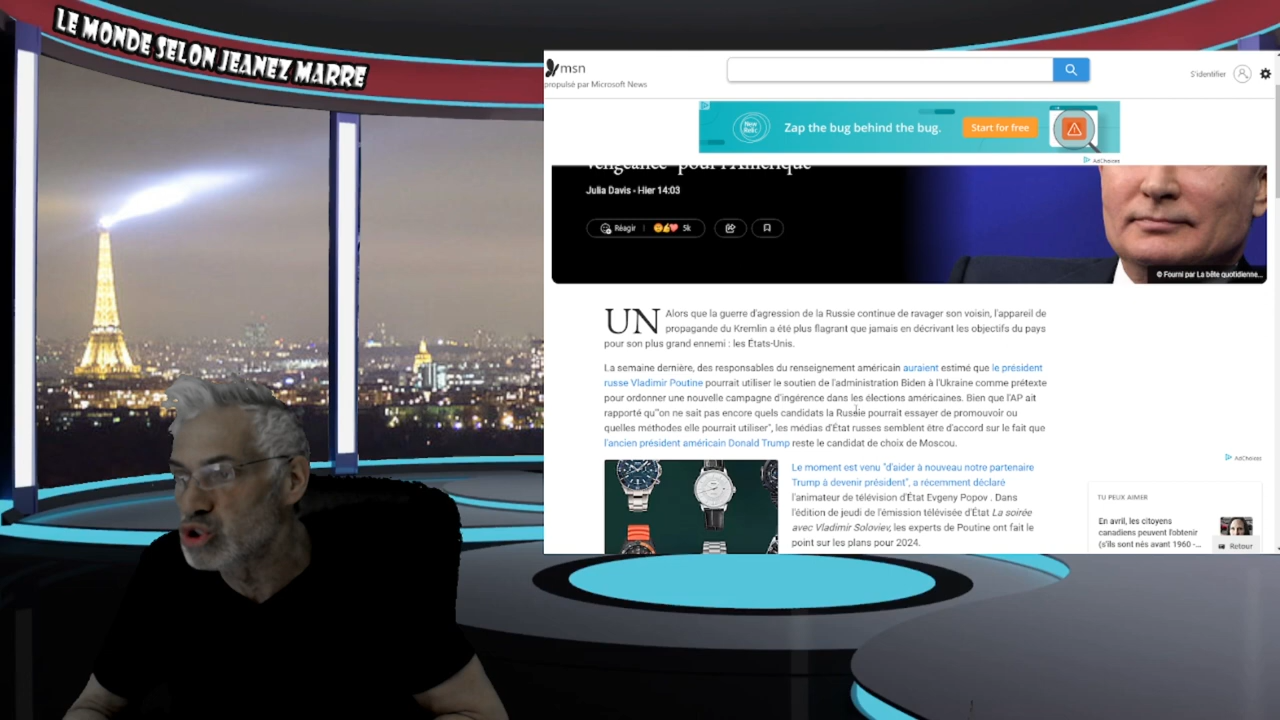 LE MONDE SELON JEANEZ MARRE
msn
propulsé par Microsoft News
S'identifier
New Relic
Zap the bug behind the bug.
Start for free
AdChoices
vengeance" pour l'Amérique
Julia Davis - Hier 14:03
Réagir
5k
© Fourni par La bête quotidienne...
UN Alors que la guerre d'agression de la Russie continue de ravager son voisin, l'appareil de
propagande du Kremlin a été plus flagrant que jamais en décrivant les objectifs du pays
pour son plus grand ennemi : les États-Unis.
La semaine dernière, des responsables du renseignement américain auraient estimé que le président
russe Vladimir Poutine pourrait utiliser le soutien de l'administration Biden à l'Ukraine comme prétexte
pour ordonner une nouvelle campagne d'ingérence dans les élections américaines. Bien que l'AP ait
rapporté qu'"on ne sait pas encore quels candidats la Russie pourrait essayer de promouvoir ou
quelles méthodes elle pourrait utiliser", les médias d'État russes semblent être d'accord sur le fait que
l'ancien président américain Donald Trump reste le candidat de choix de Moscou.
Le moment est venu "d'aider à nouveau notre partenaire
Trump à devenir président", a récemment déclaré
l'animateur de télévision d'État Evgeny Popov . Dans
l'édition de jeudi de l'émission télévisée d'État La soirée
avec Vladimir Soloviev, les experts de Poutine ont fait le
point sur les plans pour 2024.
AdChoices
TU PEUX AIMER
En avril, les citoyens
canadiens peuvent l'obtenir
(s'ils sont nés avant 1960 -...
Retour